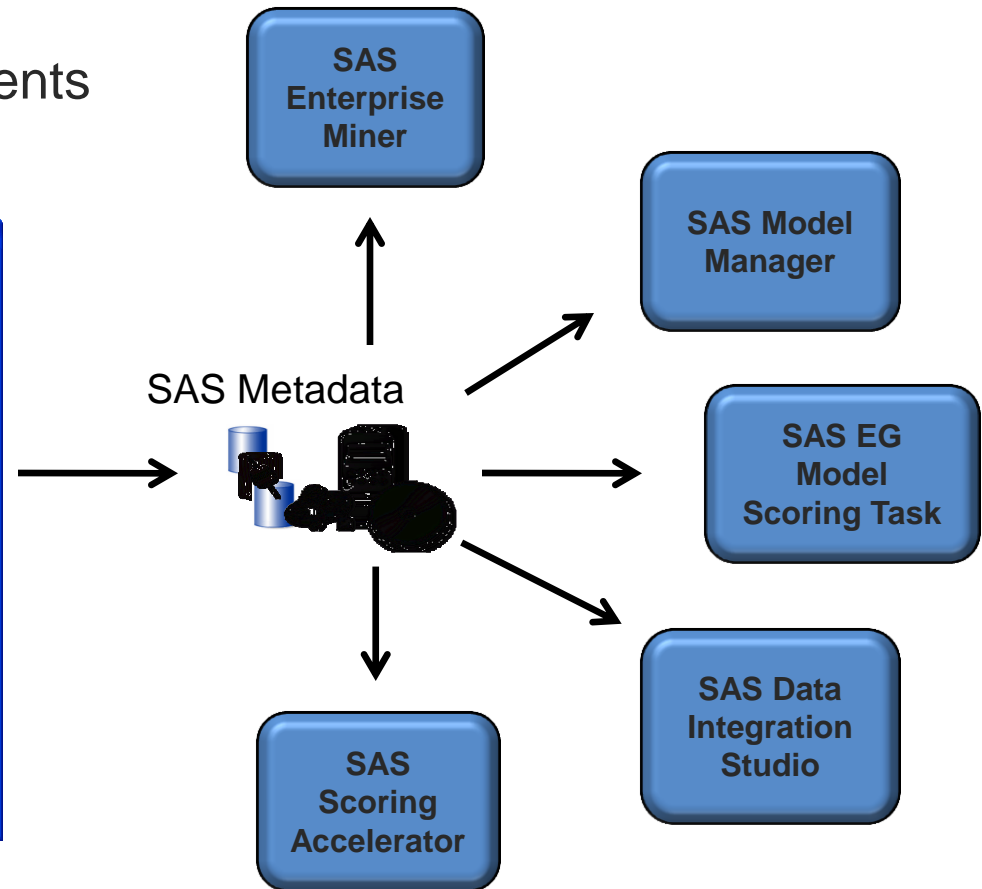 ents
SAS
Enterprise
Miner
SAS Model
Manager
SAS Metadata
SAS EG
Model
Scoring Task
SAS Data
Integration
Studio
SAS
Scoring
Accelerator